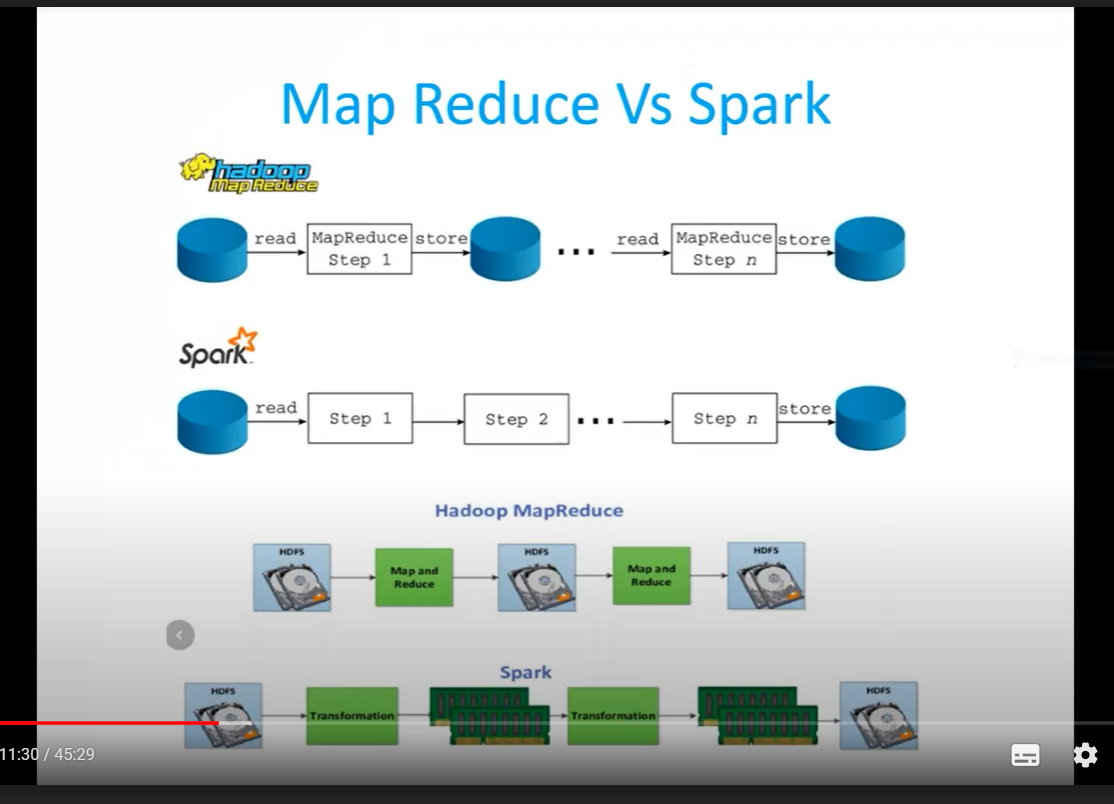 Map Reduce Vs Spark
hadoop
Map Reduce
read
MapReduce
Step 1
store
...
read
MapReduce
Step n
store
Spark
read
Step 1
Step 2
...
Step n
store
Hadoop MapReduce
HDFS
Map and
Reduce
HDFS
Map and
Reduce
HDFS
Spark
HDFS
Transformation
Transformation
HDFS
11:30 / 45:29